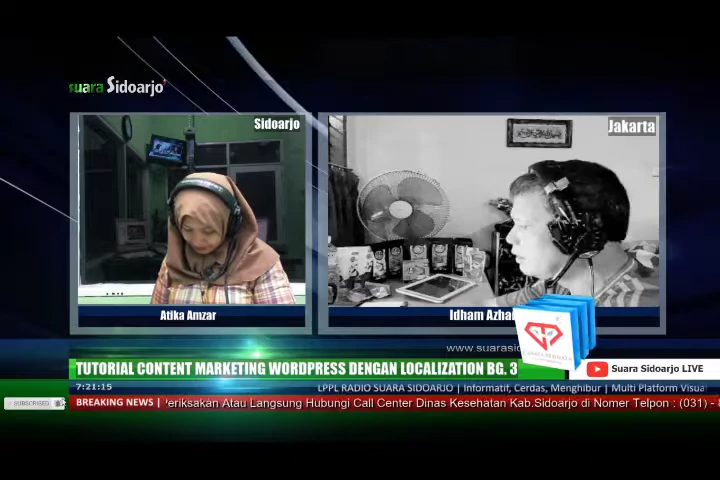 suara Sidoarjo
Sidoarjo
Jakarta
Atika Amzar
Idham Azhar
www.suarasid
TUTORIAL CONTENT MARKETING WORDPRESS DENGAN LOCALIZATION BG. 3
Suara Sidoarjo LIVE
7:21:15
LPPL RADIO SUARA SIDOARJO | Informatif, Cerdas, Menghibur | Multi Platform Visua
SUBSCRIBED
BREAKING NEWS | eriksakan Atau Langsung Hubungi Call Center Dinas Kesehatan Kab.Sidoarjo di Nomer Telpon : (031) -